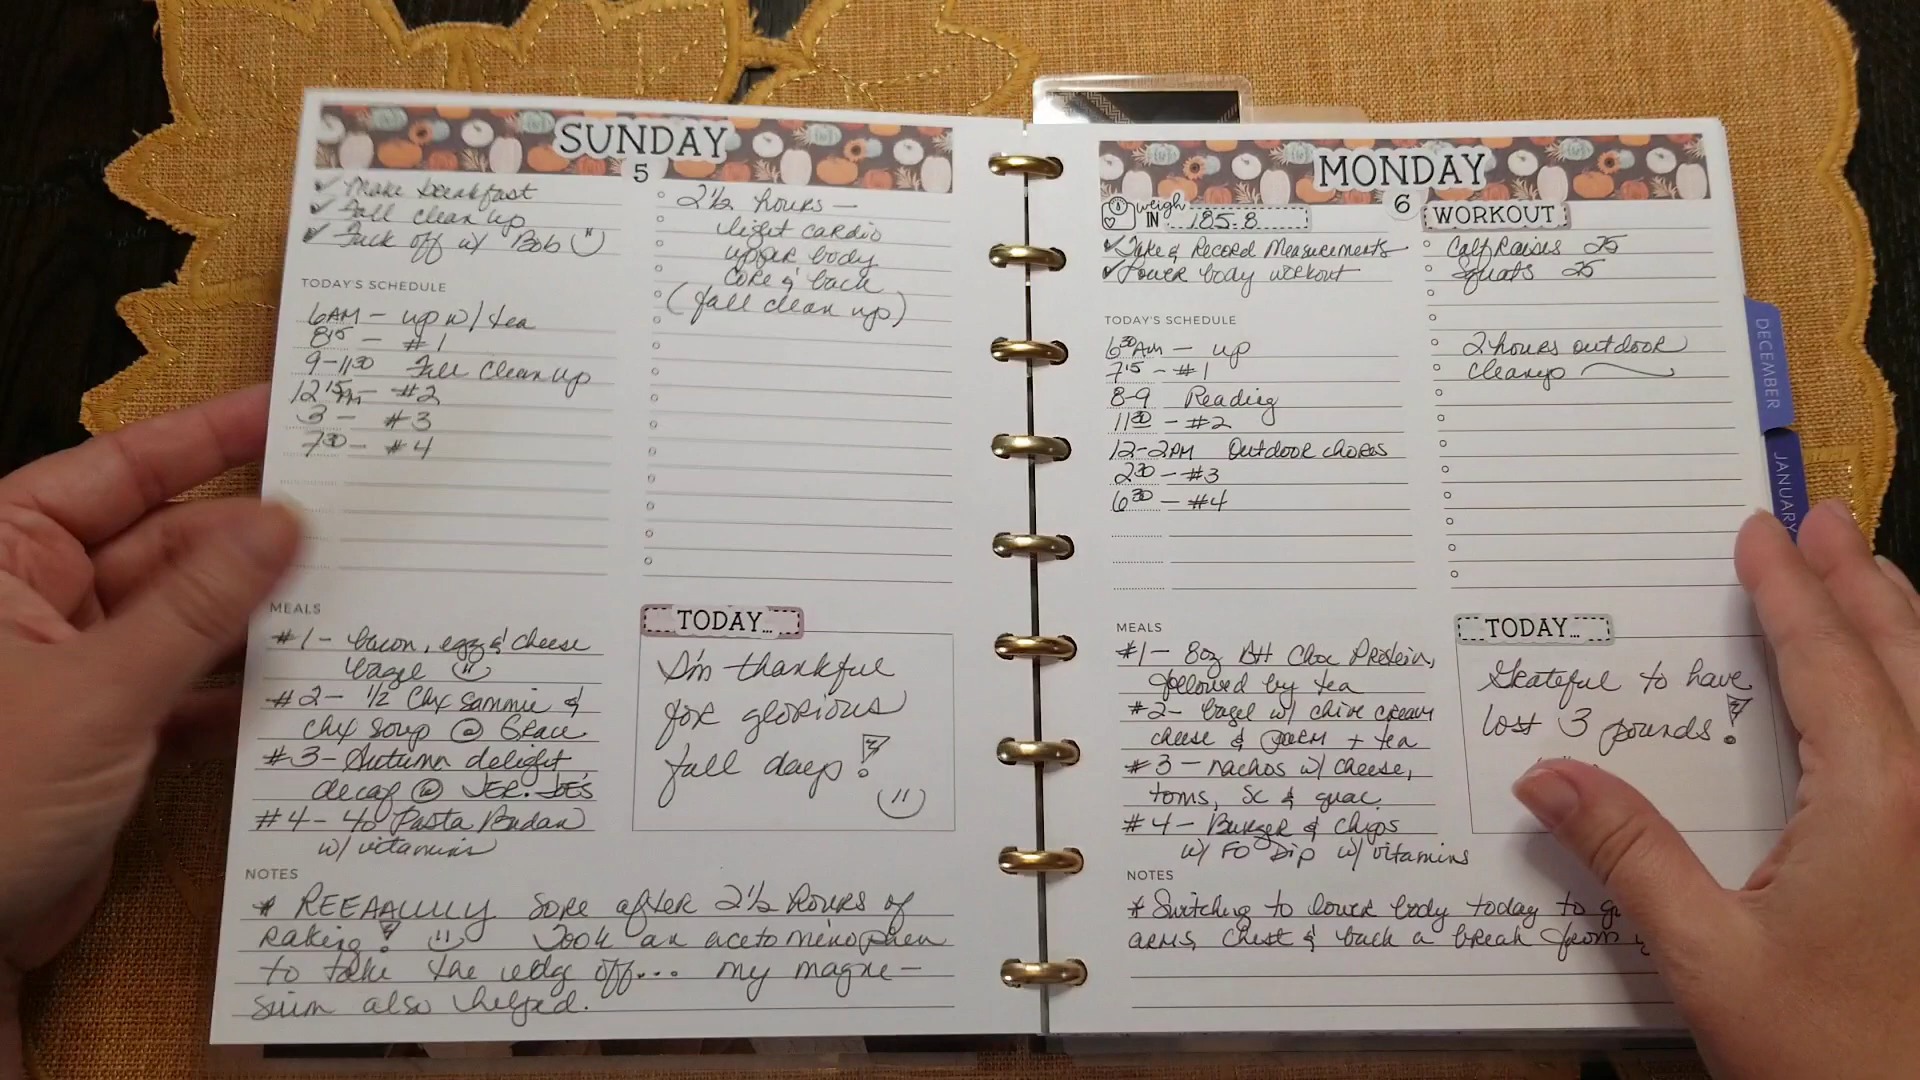 SUNDAY
5
✓ Make breakfast
✓ Fall clean up
✓ off w/ Bob
2½ hours —
light cardio
upper body
core & back
(fall clean up)
TODAY'S SCHEDULE
6AM – up w/ tea
8:15 – #1
9-11:30 Fall Clean up
12:15PM – #2
3 – #3
7:30 – #4
MEALS
#1 – bacon, egg & cheese
bagel
#2 – ½ Chx Sammie &
Chx Soup @ Grace
#3 – Autumn delight
decaf @ JER. JOE'S
#4 – Pasta
w/ vitamins
TODAY...
I'm thankful
for glorious
fall days!
NOTES
* REEAALLLLY sore after 2½ hours of
raking! Took an acetominophen
to take the edge off... my magne-
sium also helped.
MONDAY
6
weigh IN 185.8
✓ Take & Record Measurements
✓ Lower body workout
WORKOUT
Calf Raises 25
Squats 25
2 hours outdoor
cleanup
TODAY'S SCHEDULE
6:30AM – up
7:15 – #1
8-9 Reading
11:30 – #2
12-2PM Outdoor chores
2:30 – #3
6:30 – #4
MEALS
#1 – 8oz BH Choc Protein,
followed by tea
#2 – bagel w/ chive cream
cheese & + tea
#3 – nachos w/ cheese,
toms, SC & guac.
#4 – Burger & Chips
w/ FO Dip w/ vitamins
TODAY...
Grateful to have
lost 3 pounds!
NOTES
* Switching to lower body today to
arms, chest & back a break from
DECEMBER
JANUARY